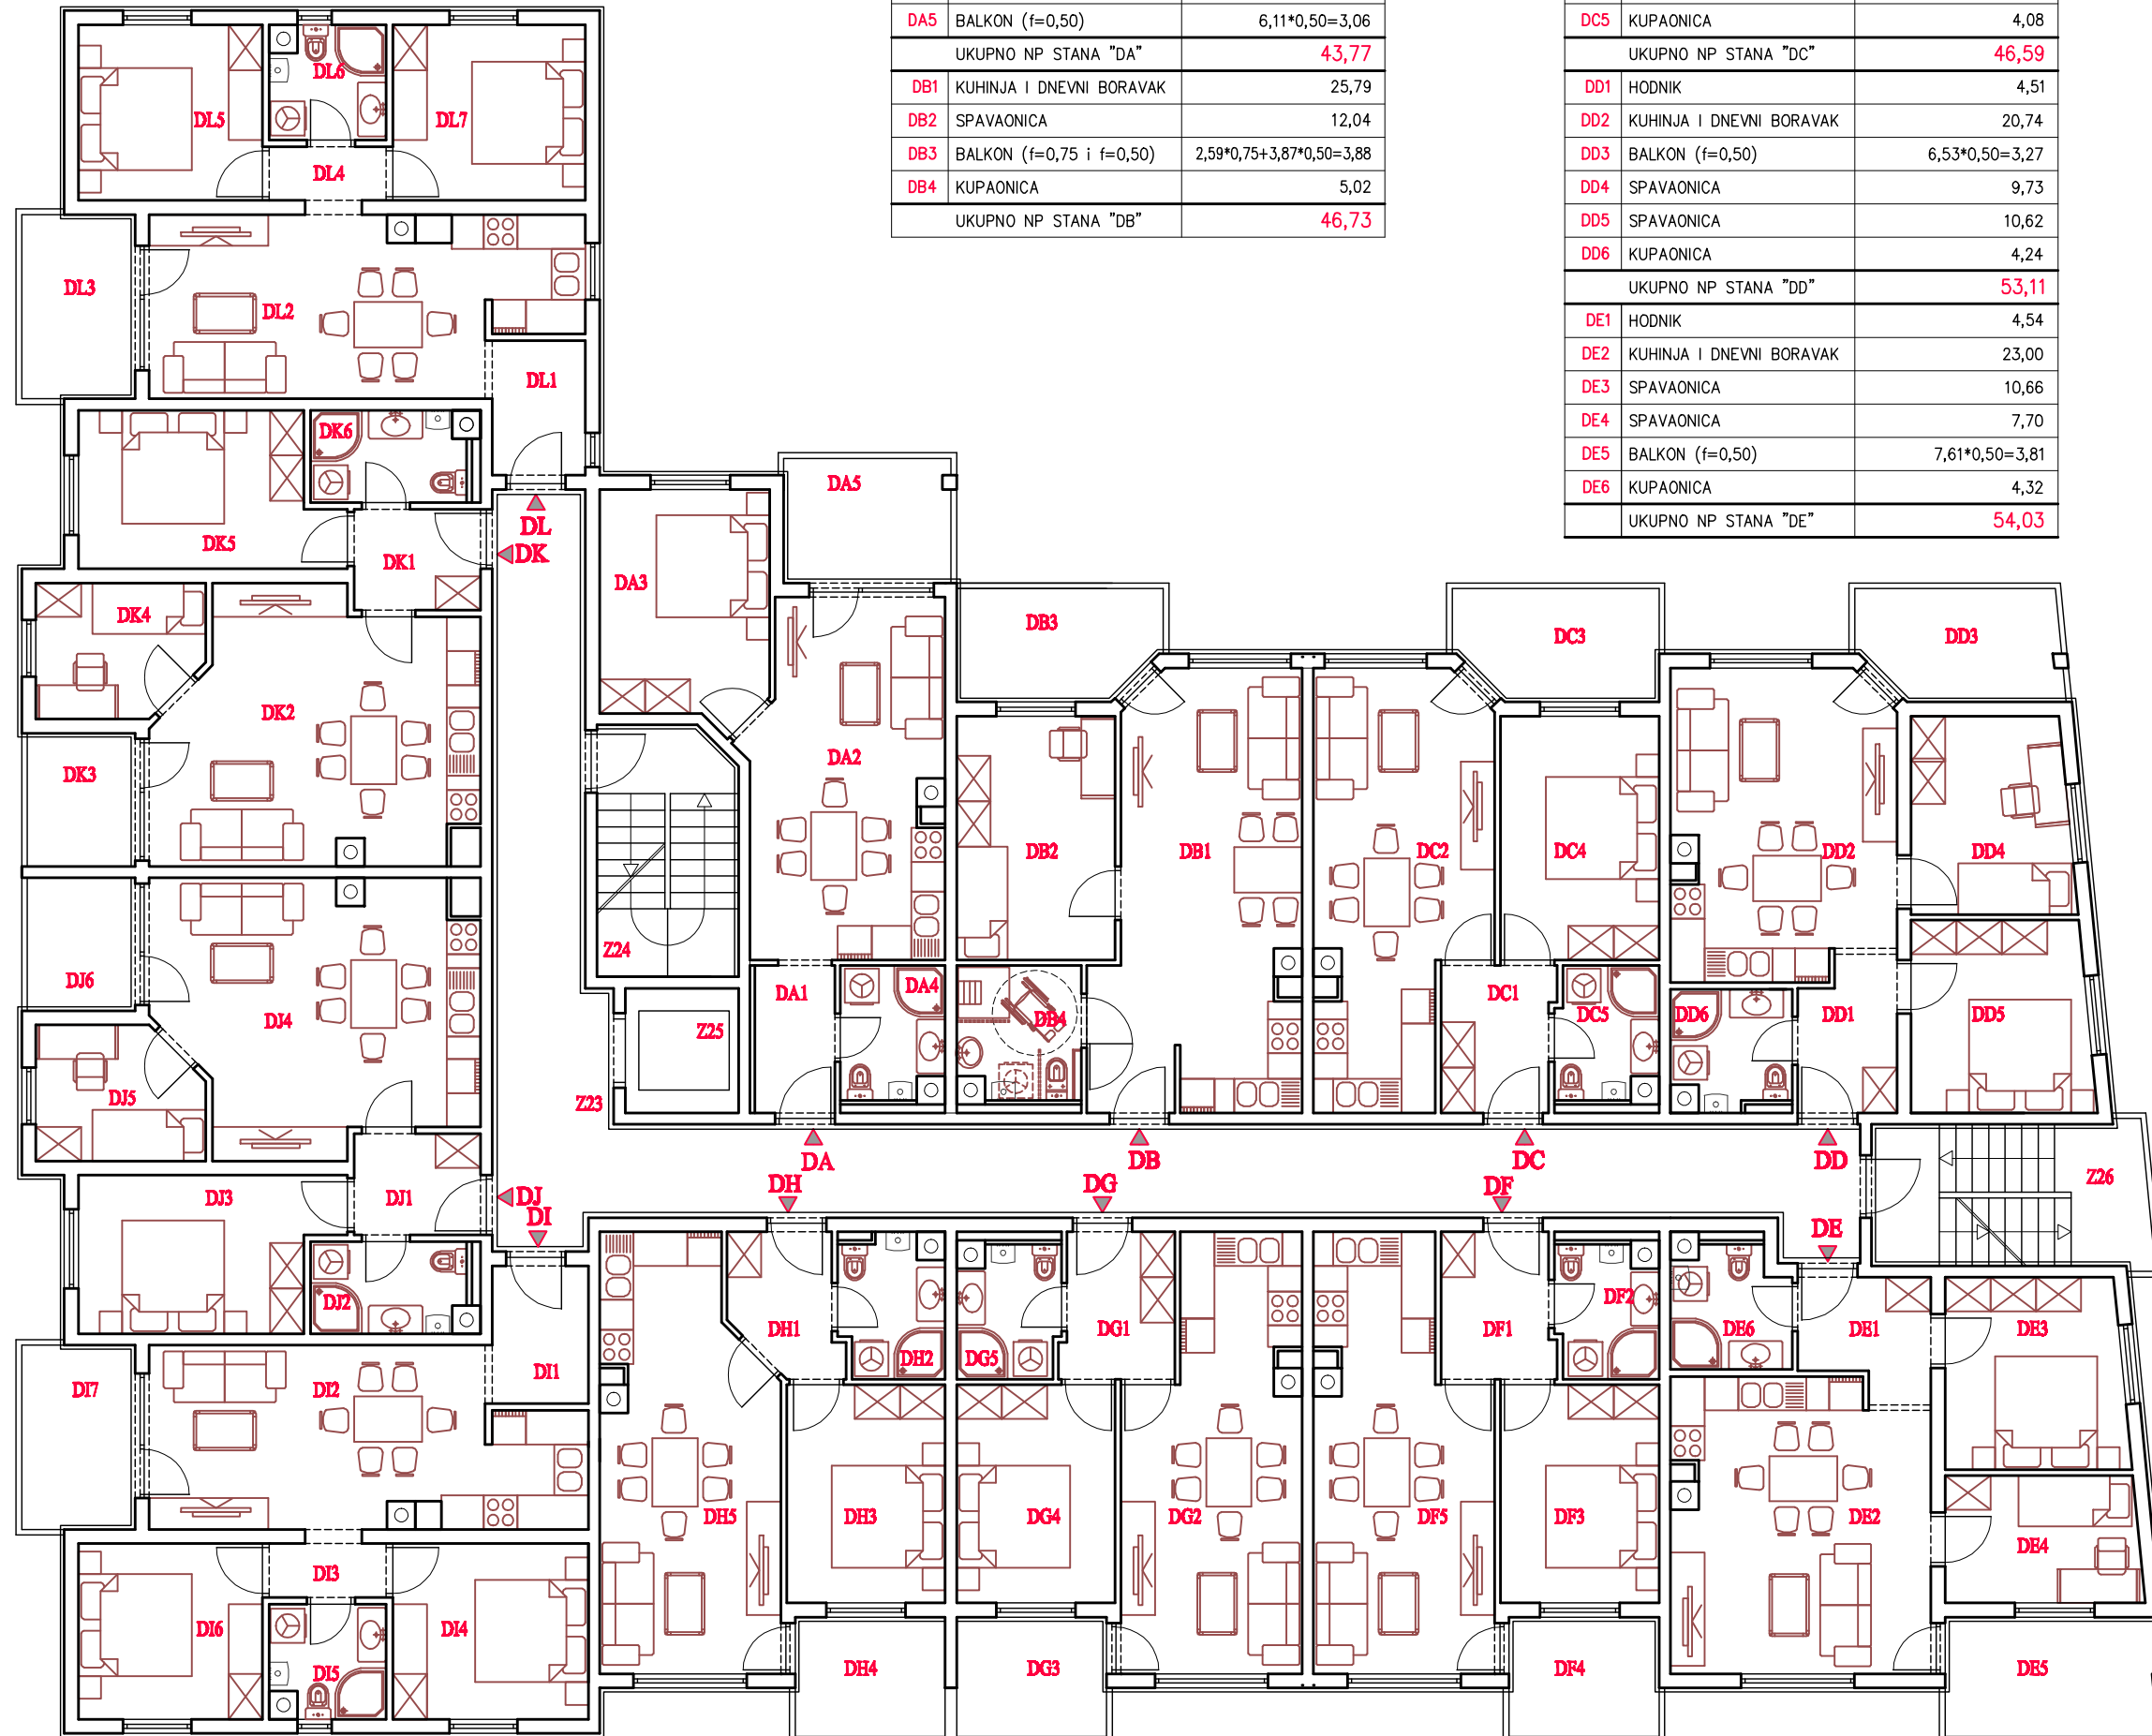 DA5 BALKON (f=0,50) 6,11*0,50=3,06
UKUPNO NP STANA "DA" 43,77
DB1 KUHINJA I DNEVNI BORAVAK 25,79
DB2 SPAVAONICA 12,04
DB3 BALKON (f=0,75 i f=0,50) 2,59*0,75+3,87*0,50=3,88
DB4 KUPAONICA 5,02
UKUPNO NP STANA "DB" 46,73
DC5 KUPAONICA 4,08
UKUPNO NP STANA "DC" 46,59
DD1 HODNIK 4,51
DD2 KUHINJA I DNEVNI BORAVAK 20,74
DD3 BALKON (f=0,50) 6,53*0,50=3,27
DD4 SPAVAONICA 9,73
DD5 SPAVAONICA 10,62
DD6 KUPAONICA 4,24
UKUPNO NP STANA "DD" 53,11
DE1 HODNIK 4,54
DE2 KUHINJA I DNEVNI BORAVAK 23,00
DE3 SPAVAONICA 10,66
DE4 SPAVAONICA 7,70
DE5 BALKON (f=0,50) 7,61*0,50=3,81
DE6 KUPAONICA 4,32
UKUPNO NP STANA "DE" 54,03
DL6
DL5
DL7
DL4
DL3
DL2
DL1
DK6
DL
DK
DK5
DK1
DK4
DK2
DK3
DA5
DA3
DB3
DC3
DD3
DA2
DB2
DB1
DC2
DC4
DD2
DD4
Z24
DJ6
DJ4
DA1
DA4
Z25
DB4
DC1
DC5
DD6
DD1
DD5
DJ5
Z23
DA
DB
DC
DD
Z26
DJ3
DJ1
DJ
DI
DH
DG
DF
DE
DJ2
DH1
DH2
DG5
DG1
DF1
DF2
DE6
DE1
DE3
DI7
DI2
DI1
DH5
DH3
DG4
DG2
DF5
DF3
DE2
DE4
DI3
DI6
DI4
DI5
DH4
DG3
DF4
DE5